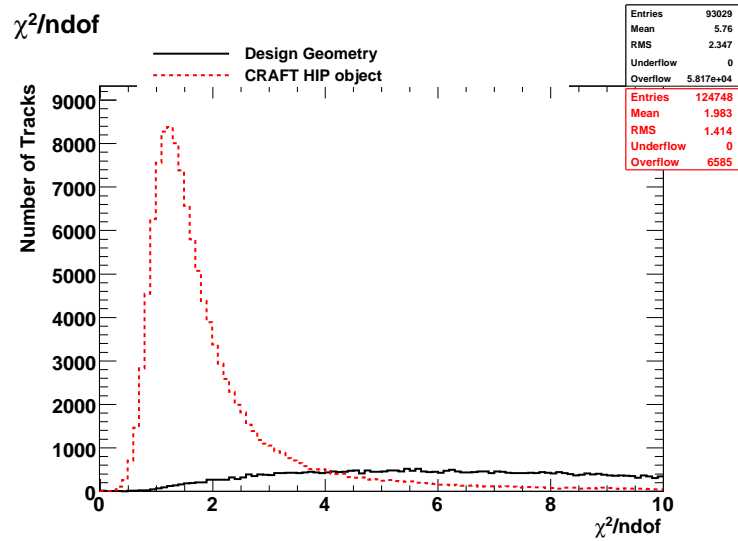 χ²/ndof
Design Geometry
CRAFT HIP object
Entries 93029
Mean 5.76
RMS 2.347
Underflow 0
Overflow 5.817e+04
Entries 124748
Mean 1.983
RMS 1.414
Underflow 0
Overflow 6585
Number of Tracks
9000
8000
7000
6000
5000
4000
3000
2000
1000
0
0 2 4 6 8 10
χ²/ndof